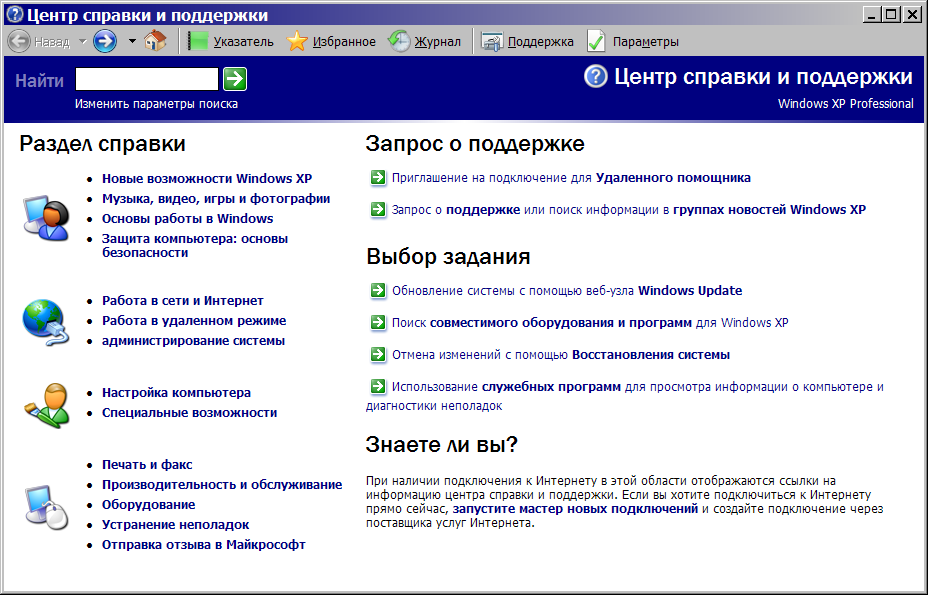 Центр справки и поддержки
Назад Указатель Избранное Журнал Поддержка Параметры
Найти
Изменить параметры поиска
Центр справки и поддержки
Windows XP Professional
Раздел справки
Новые возможности Windows XP
Музыка, видео, игры и фотографии
Основы работы в Windows
Защита компьютера: основы
безопасности
Работа в сети и Интернет
Работа в удаленном режиме
администрирование системы
Настройка компьютера
Специальные возможности
Печать и факс
Производительность и обслуживание
Оборудование
Устранение неполадок
Отправка отзыва в Майкрософт
Запрос о поддержке
Приглашение на подключение для Удаленного помощника
Запрос о поддержке или поиск информации в группах новостей Windows XP
Выбор задания
Обновление системы с помощью веб-узла Windows Update
Поиск совместимого оборудования и программ для Windows XP
Отмена изменений с помощью Восстановления системы
Использование служебных программ для просмотра информации о компьютере и
диагностики неполадок
Знаете ли вы?
При наличии подключения к Интернету в этой области отображаются ссылки на
информацию центра справки и поддержки. Если вы хотите подключиться к Интернету
прямо сейчас, запустите мастер новых подключений и создайте подключение через
поставщика услуг Интернета.